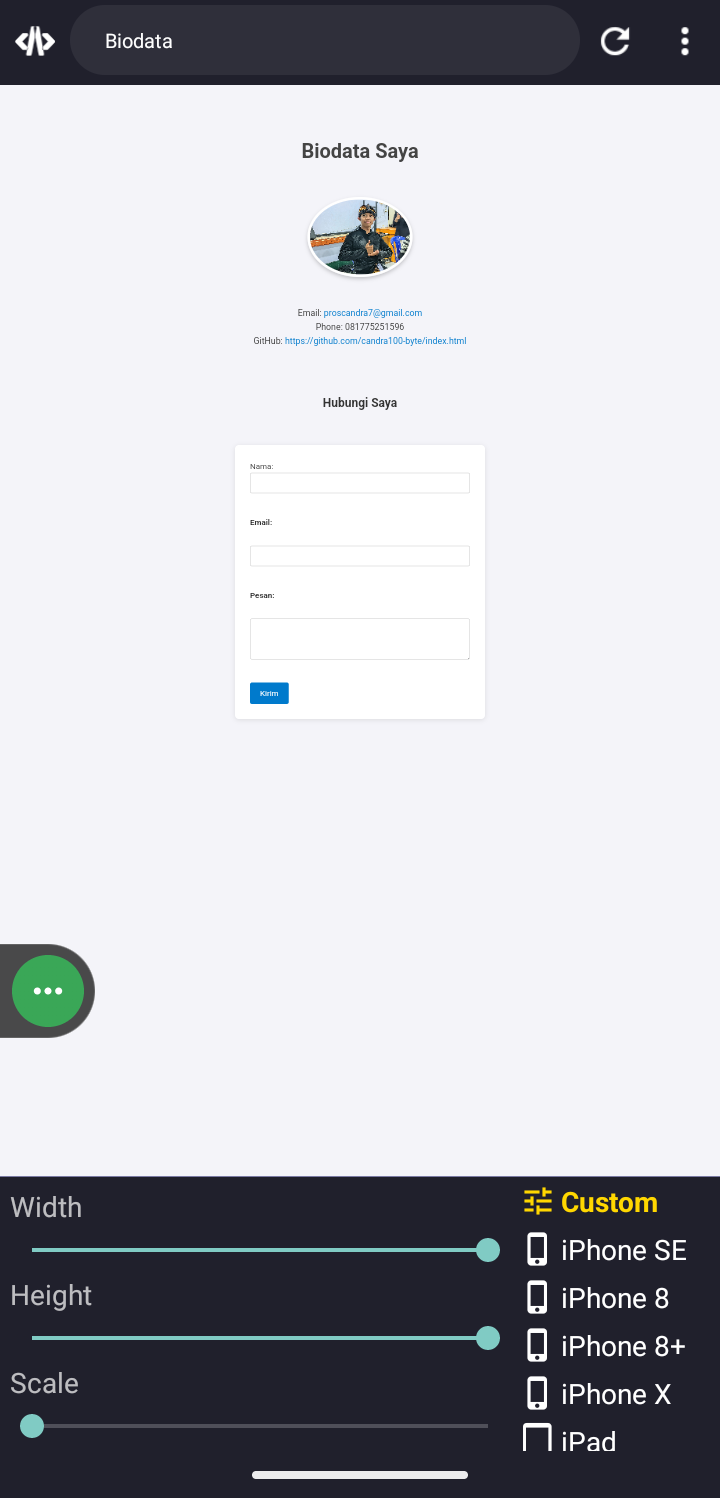 Biodata
Biodata Saya
Email: proscandra7@gmail.com
Phone: 081775251596
GitHub: https://github.com/candra100-byte/index.html
Hubungi Saya
Nama:
Email:
Pesan:
Kirim
Width
Height
Scale
Custom
iPhone SE
iPhone 8
iPhone 8+
iPhone X
iPad